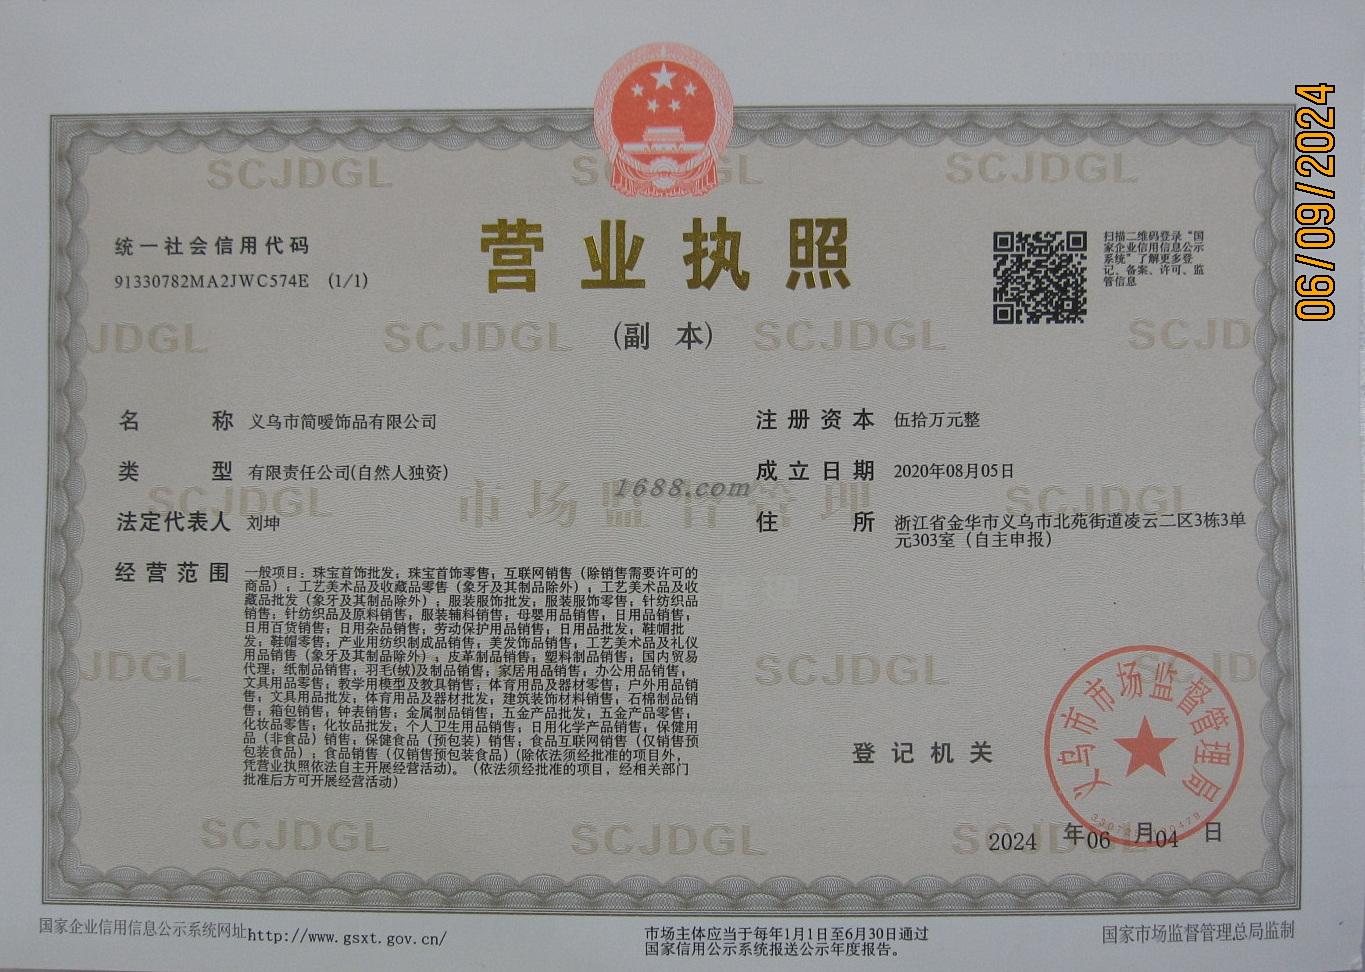 SCJDGL
SCJDGL
营业执照
(副 本)
统一社会信用代码
91330782MA2JWC574E (1/1)
扫描二维码登录“国
家企业信用信息公示
系统”了解更多登
记、备案、许可、监
管信息
06/09/2024
JDGL
SCJDGL
SCJDGL
SCJD
名 称 义乌市简暖饰品有限公司
类 型 有限责任公司(自然人独资)
法定代表人 刘坤
经营范围 一般项目：珠宝首饰批发；珠宝首饰零售；互联网销售（除销售需要许可的
商品）；工艺美术品及收藏品零售（象牙及其制品除外）；工艺美术品及收
藏品批发（象牙及其制品除外）；服装服饰批发；服装服饰零售；针纺织品
销售；针纺织品及原料销售；服装辅料销售；母婴用品销售；日用品销售；
日用百货销售；日用杂品销售；劳动保护用品销售；日用品批发；鞋帽批
发；鞋帽零售；产业用纺织制成品销售；美发饰品销售；工艺美术品及礼仪
用品销售（象牙及其制品除外）；皮革制品销售；塑料制品销售；国内贸易
代理；纸制品销售；羽毛(绒)及制品销售；家居用品销售；办公用品销售；
文具用品零售；教学用模型及教具销售；体育用品及器材零售；户外用品销
售；文具用品批发；体育用品及器材批发；建筑装饰材料销售；石棉制品销
售；箱包销售；钟表销售；金属制品销售；五金产品批发；五金产品零售；
化妆品零售；化妆品批发；个人卫生用品销售；日用化学产品销售；保健用
品（非食品）销售；保健食品（预包装）销售；食品互联网销售（仅销售预
包装食品）；食品销售（仅销售预包装食品）(除依法须经批准的项目外，
凭营业执照依法自主开展经营活动)。（依法须经批准的项目，经相关部门
批准后方可开展经营活动）
注册资本 伍拾万元整
成立日期 2020年08月05日
住 所 浙江省金华市义乌市北苑街道凌云二区3栋3单
元303室（自主申报）
1688.com
市场监督管理
SCJDGL
SCJDGL
JDGL
SCJDGL
登记机关
义乌市市场监督管理局
2024 年06 月04 日
SCJDGL
SCJDGL
国家企业信用信息公示系统网址http://www.gsxt.gov.cn/
市场主体应当于每年1月1日至6月30日通过
国家信用公示系统报送公示年度报告。
国家市场监督管理总局监制